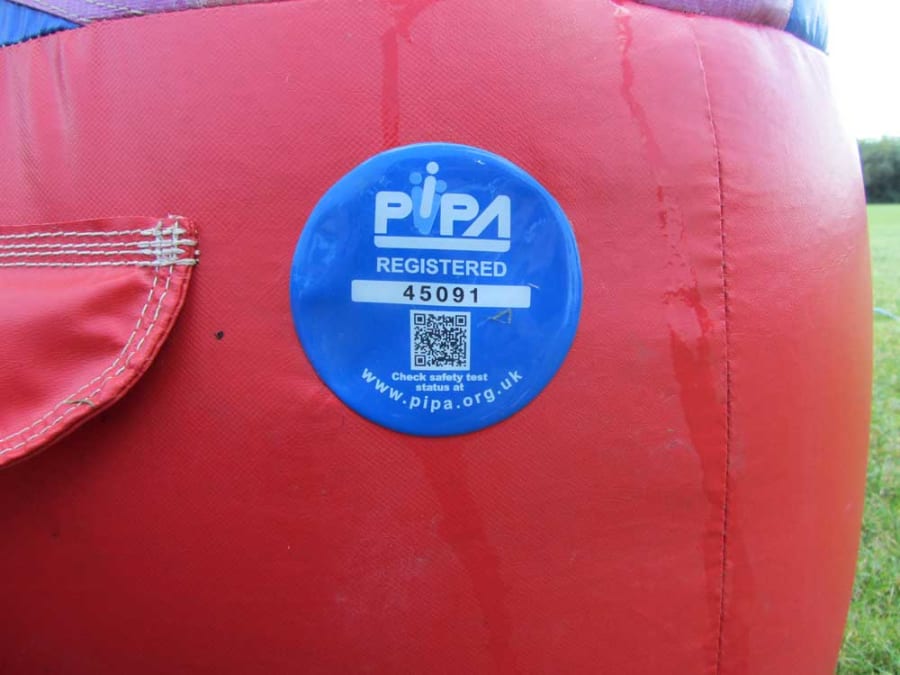 PiPA
REGISTERED
45091
Check safety test
status at
www.pipa.org.uk